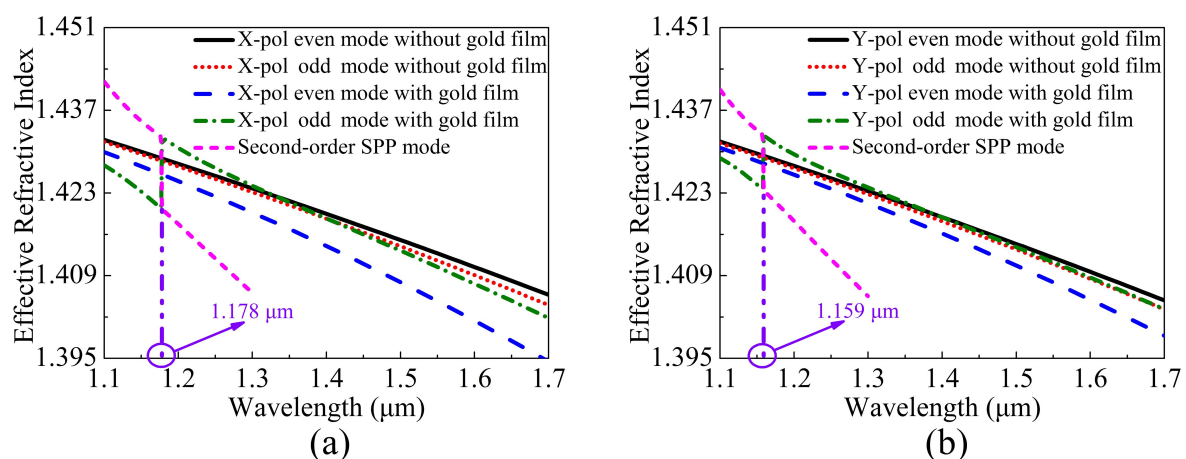 Effective Refractive Index
1.451
1.437
1.423
1.409
1.395
X-pol even mode without gold film
X-pol odd mode without gold film
X-pol even mode with gold film
X-pol odd mode with gold film
Second-order SPP mode
1.178 μm
1.1 1.2 1.3 1.4 1.5 1.6 1.7
Wavelength (μm)
(a)
Effective Refractive Index
1.451
1.437
1.423
1.409
1.395
Y-pol even mode without gold film
Y-pol odd mode without gold film
Y-pol even mode with gold film
Y-pol odd mode with gold film
Second-order SPP mode
1.159 μm
1.1 1.2 1.3 1.4 1.5 1.6 1.7
Wavelength (μm)
(b)